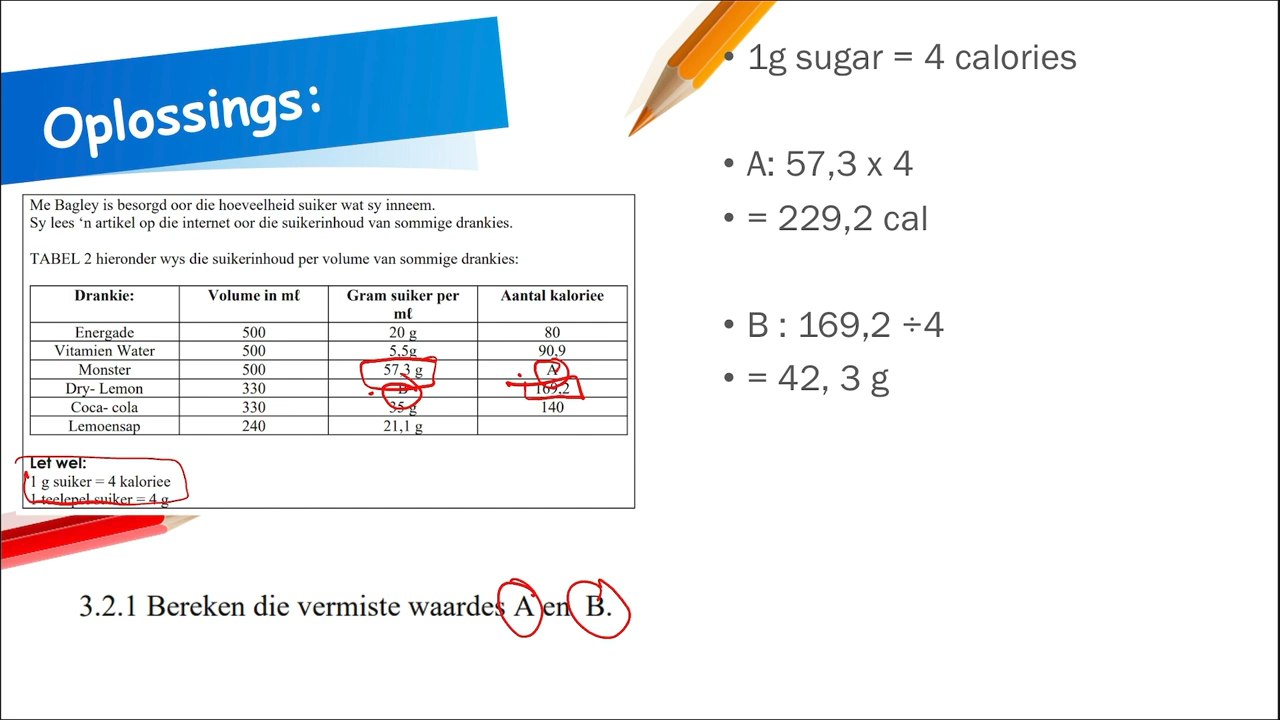 Oplossings:
Me Bagley is besorgd oor die hoeveelheid suiker wat sy inneem.
Sy lees ‘n artikel op die internet oor die suikerinhoud van sommige drankies.
TABEL 2 hieronder wys die suikerinhoud per volume van sommige drankies:
Drankie: Volume in mℓ Gram suiker per mℓ Aantal kaloriee
Energade 500 20 g 80
Vitamien Water 500 5,5g 90,9
Monster 500 57,3 g A
Dry- Lemon 330 B 169,2
Coca- cola 330 35 g 140
Lemoensap 240 21,1 g
Let wel:
1 g suiker = 4 kaloriee
1 teelepel suiker = 4 g
3.2.1 Bereken die vermiste waardes A en B.
• 1g sugar = 4 calories
• A: 57,3 x 4
• = 229,2 cal
• B : 169,2 ÷4
• = 42, 3 g